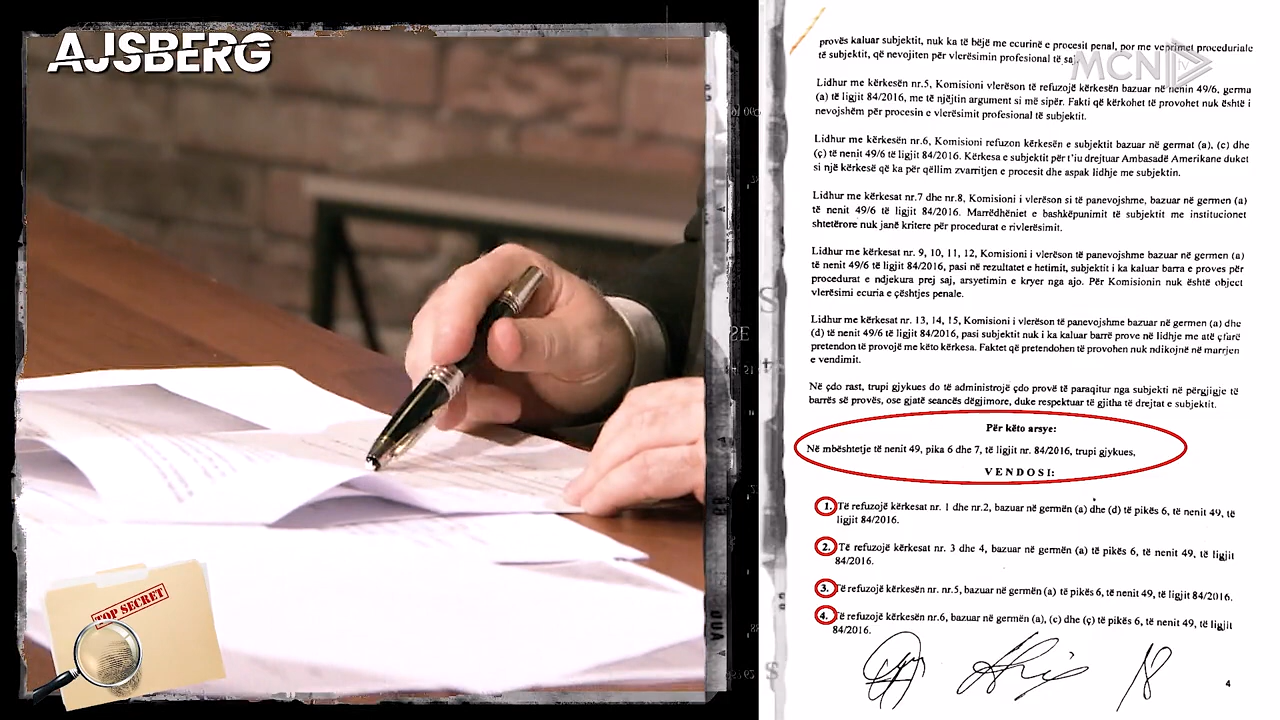 AJSBERG
TOP SECRET
MCN TV
provës kaluar subjektit, nuk ka të bëjë me ecurinë e procesit penal, por me veprimet proceduriale
të subjektit, që nevojiten për vlerësimin profesional të saj.
Lidhur me kërkesën nr.5, Komisioni vlerëson të refuzojë kërkesën bazuar në nenin 49/6, germa
(a) të ligjit 84/2016, me të njëjtin argument si më sipër. Fakti që kërkohet të provohet nuk është i
nevojshëm për procesin e vlerësimit profesional të subjektit.
Lidhur me kërkesën nr.6, Komisioni refuzon kërkesën e subjektit bazuar në germat (a), (c) dhe
(ç) të nenit 49/6 të ligjit 84/2016. Kërkesa e subjektit për t'iu drejtuar Ambasadë Amerikane duket
si një kërkesë që ka për qëllim zvarritjen e procesit dhe aspak lidhje me subjektin.
Lidhur me kërkesat nr.7 dhe nr.8, Komisioni i vlerëson si të panevojshme, bazuar në germen (a)
të nenit 49/6 të ligjit 84/2016. Marrëdhëniet e bashkëpunimit të subjektit me institucionet
shtetërore nuk janë kritere për procedurat e rivlerësimit.
Lidhur me kërkesat nr. 9, 10, 11, 12, Komisioni i vlerëson të panevojshme në germen (a)
të nenit 49/6 të ligjit 84/2016, pasi në rezultatet e hetimit, subjektit i ka kaluar barra e proves për
procedurat e ndjekura prej saj, arsyetimin e kryer nga ajo. Për Komisionin nuk është object
vlerësimi ecuria e çështjes penale.
Lidhur me kërkesat nr. 13, 14, 15, Komisioni i vlerëson të panevojshme bazuar në germen (a) dhe
(d) të nenit 49/6 të ligjit 84/2016, pasi subjektit nuk i ka kaluar barrë prove në lidhje me atë çfarë
pretendon të provojë me këto kërkesa. Faktet që pretendohen të provohen nuk ndikojnë në marrjen
e vendimit.
Në çdo rast, trupi gjykues do të administrojë çdo provë të paraqitur nga subjekti në përgjigje të
barrës së provës, ose gjatë seancës dëgjimore, duke respektuar të gjitha të drejtat e subjektit.
Për këto arsye:
Në mbështetje të nenit 49, pika 6 dhe 7, të ligjit nr. 84/2016, trupi gjykues,
VENDOSI:
1. Të refuzojë kërkesat nr. 1 dhe nr.2, bazuar në germën (a) dhe (d) të pikës 6, të nenit 49, të
ligjit 84/2016.
2. Të refuzojë kërkesat nr. 3 dhe 4, bazuar në germën (a) të pikës 6, të nenit 49, të ligjit
84/2016.
3. Të refuzojë kërkesën nr. nr.5, bazuar në germën (a) të pikës 6, të nenit 49, të ligjit 84/2016.
4. Të refuzojë kërkesën nr.6, bazuar në germën (a), (c) dhe (ç) të pikës 6, të nenit 49, të ligjit
84/2016.
4